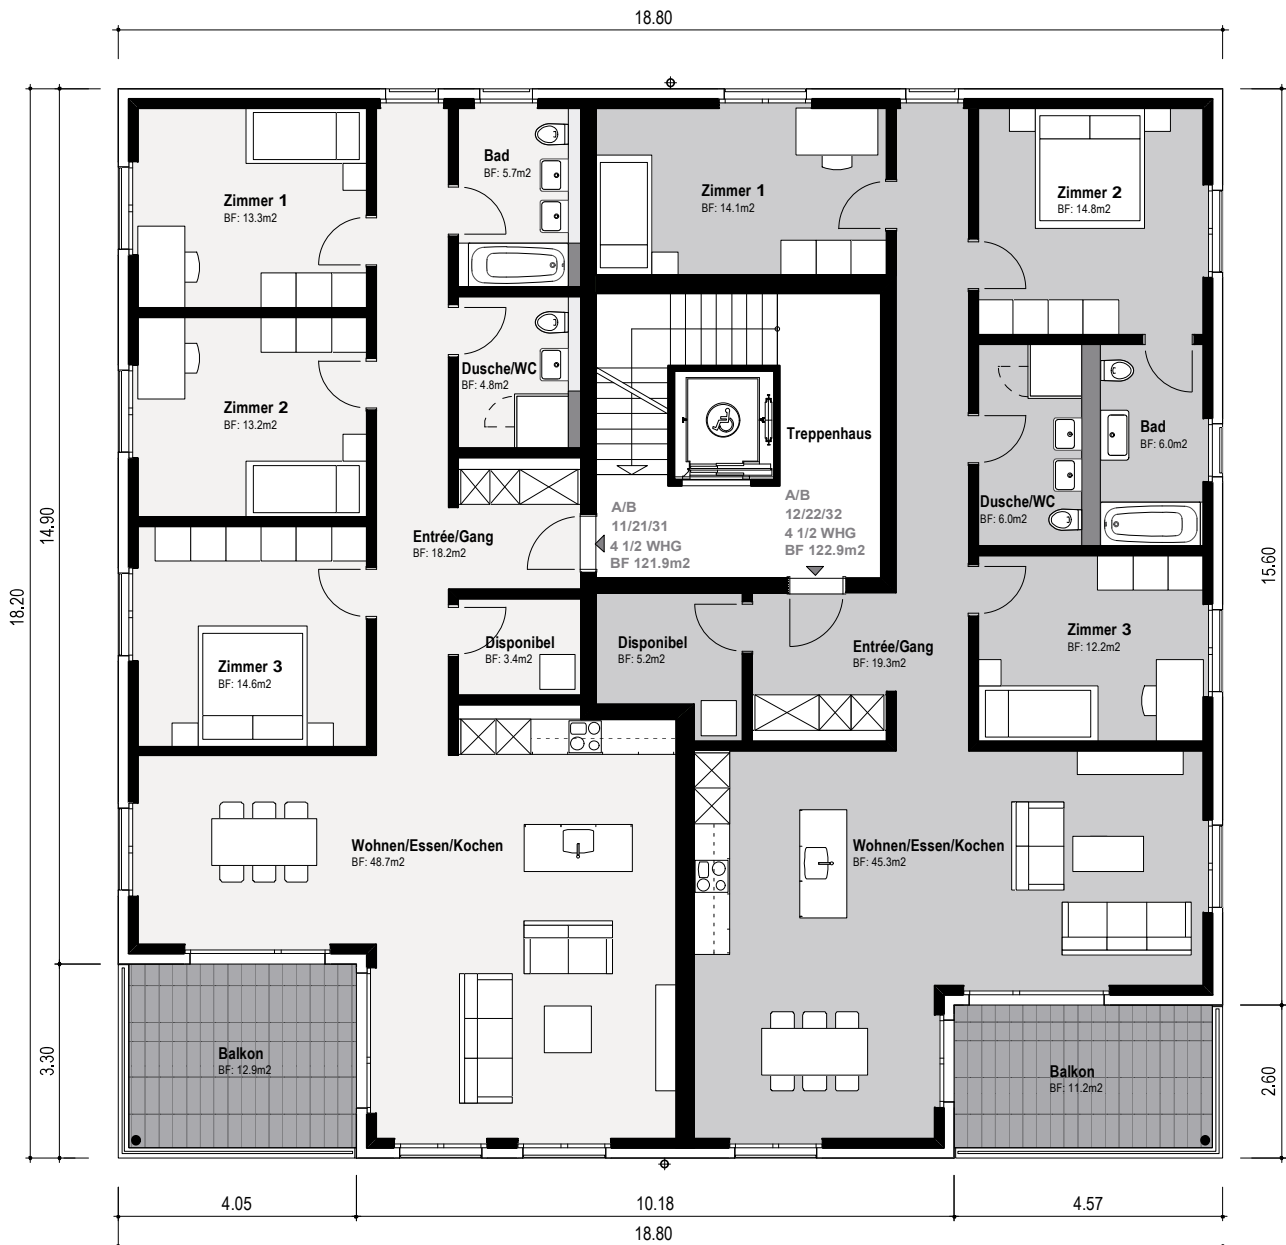 18.80
Bad
BF: 5.7m2
Zimmer 1
BF: 13.3m2
Zimmer 1
BF: 14.1m2
Zimmer 2
BF: 14.8m2
Dusche/WC
BF: 4.8m2
Zimmer 2
BF: 13.2m2
Treppenhaus
Bad
BF: 6.0m2
Dusche/WC
BF: 6.0m2
A/B
11/21/31
4 1/2 WHG
BF 121.9m2
A/B
12/22/32
4 1/2 WHG
BF 122.9m2
Entrée/Gang
BF: 18.2m2
14.90
18.20
15.60
Disponibel
BF: 3.4m2
Disponibel
BF: 5.2m2
Entrée/Gang
BF: 19.3m2
Zimmer 3
BF: 12.2m2
Zimmer 3
BF: 14.6m2
Wohnen/Essen/Kochen
BF: 48.7m2
Wohnen/Essen/Kochen
BF: 45.3m2
3.30
Balkon
BF: 12.9m2
Balkon
BF: 11.2m2
2.60
4.05
10.18
4.57
18.80